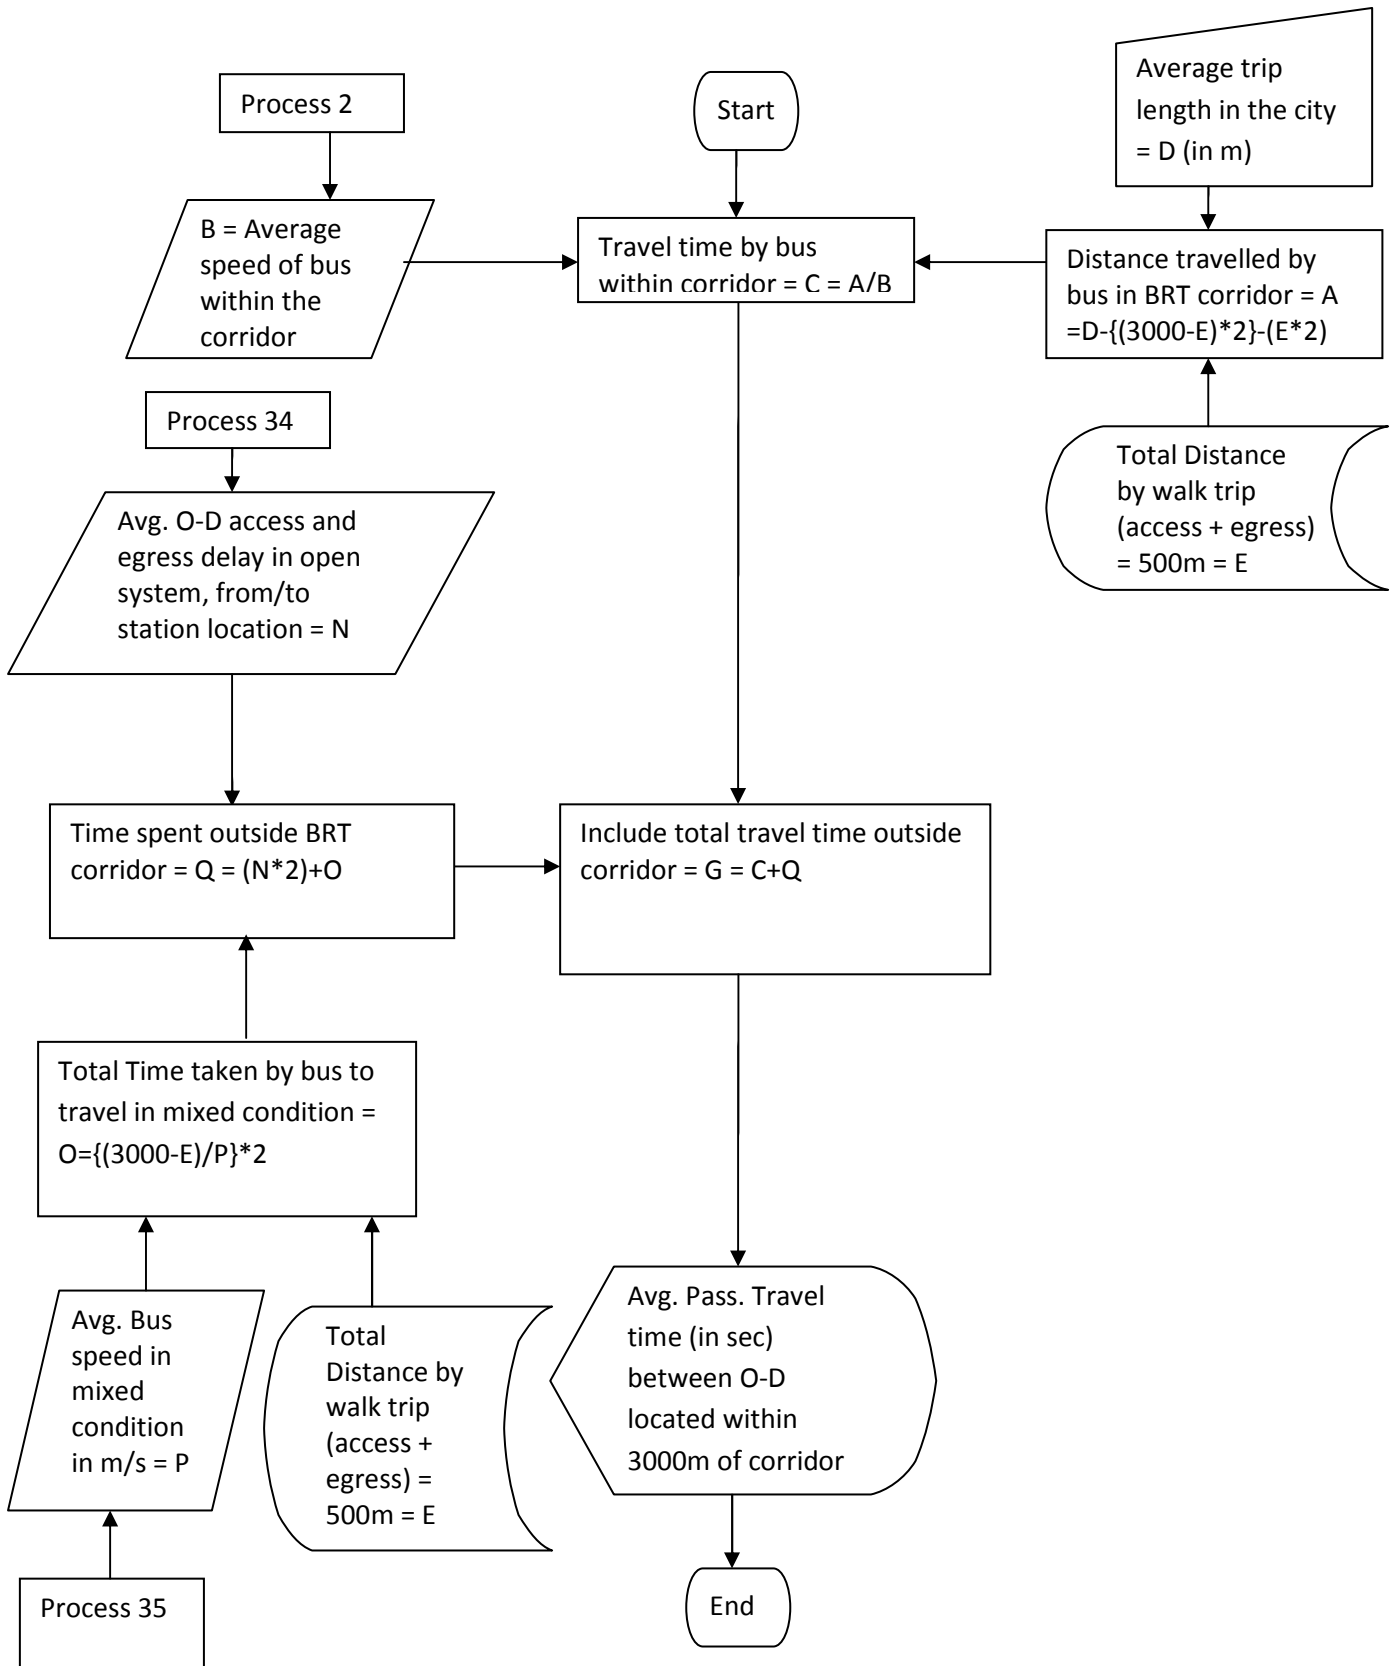 Process 2
Start
Average trip
length in the city
= D (in m)
B = Average
speed of bus
within the
corridor
Travel time by bus
within corridor = C = A/B
Distance travelled by
bus in BRT corridor = A
=D-{(3000-E)*2}-(E*2)
Process 34
Total Distance
by walk trip
(access + egress)
= 500m = E
Avg. O-D access and
egress delay in open
system, from/to
station location = N
Time spent outside BRT
corridor = Q = (N*2)+O
Include total travel time outside
corridor = G = C+Q
Total Time taken by bus to
travel in mixed condition =
O={(3000-E)/P}*2
Avg. Bus
speed in
mixed
condition
in m/s = P
Total
Distance by
walk trip
(access +
egress) =
500m = E
Avg. Pass. Travel
time (in sec)
between O-D
located within
3000m of corridor
Process 35
End